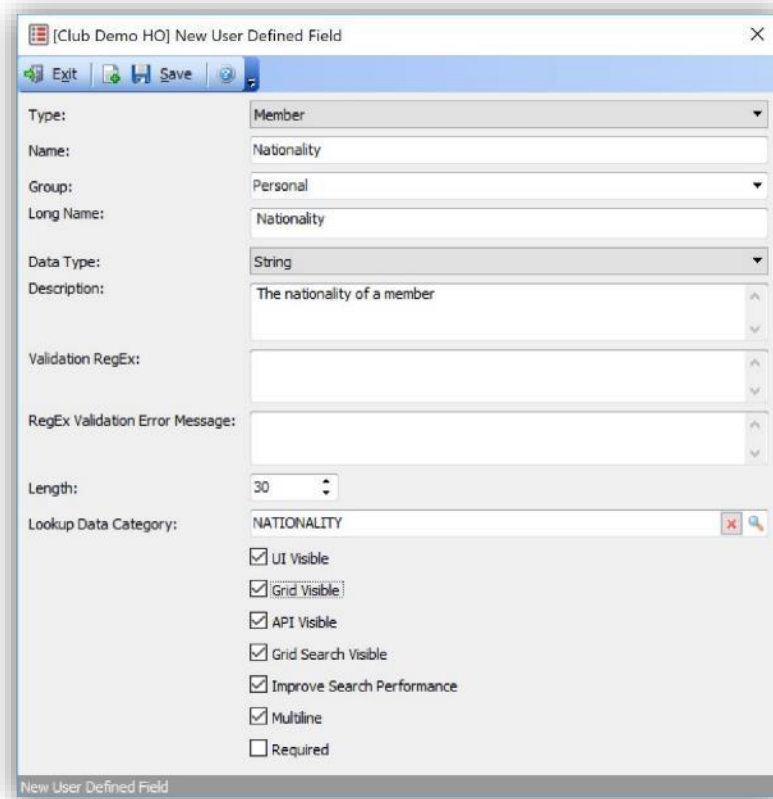 [Club Demo HO] New User Defined Field
Exit Save
Type: Member
Name: Nationality
Group: Personal
Long Name: Nationality
Data Type: String
Description: The nationality of a member
Validation RegEx:
RegEx Validation Error Message:
Length: 30
Lookup Data Category: NATIONALITY
UI Visible
Grid Visible
API Visible
Grid Search Visible
Improve Search Performance
Multiline
Required
New User Defined Field